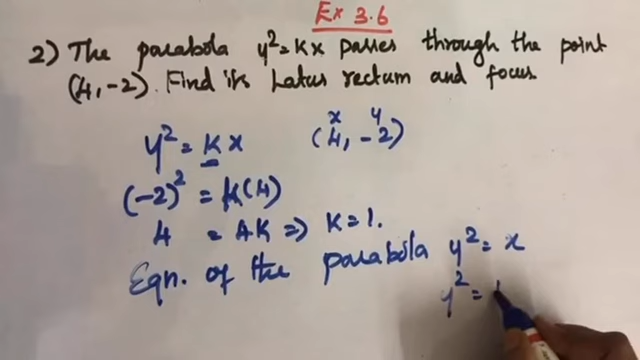 Ex 3.6
2) The parabola y² = kx passes through the point
(4, -2). Find its Latus rectum and focus
y² = kx (4, -2) x y
(-2)² = k(4)
4 = 4k ⇒ k = 1.
Eqn. of the parabola y² = x
y² =